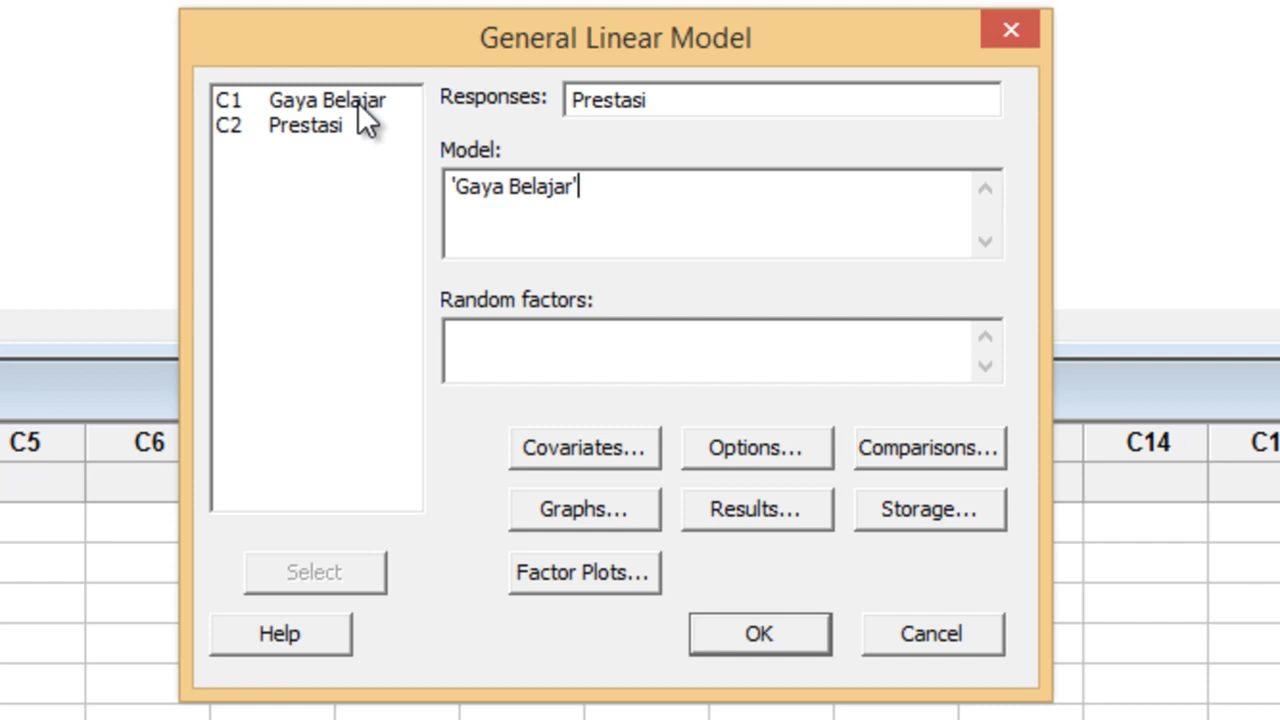 General Linear Model
C1 Gaya Belajar
C2 Prestasi
Responses: Prestasi
Model:
'Gaya Belajar'
Random factors:
Covariates... Options... Comparisons...
Graphs... Results... Storage...
Select Factor Plots...
Help OK Cancel
C5 C6 C14 C1